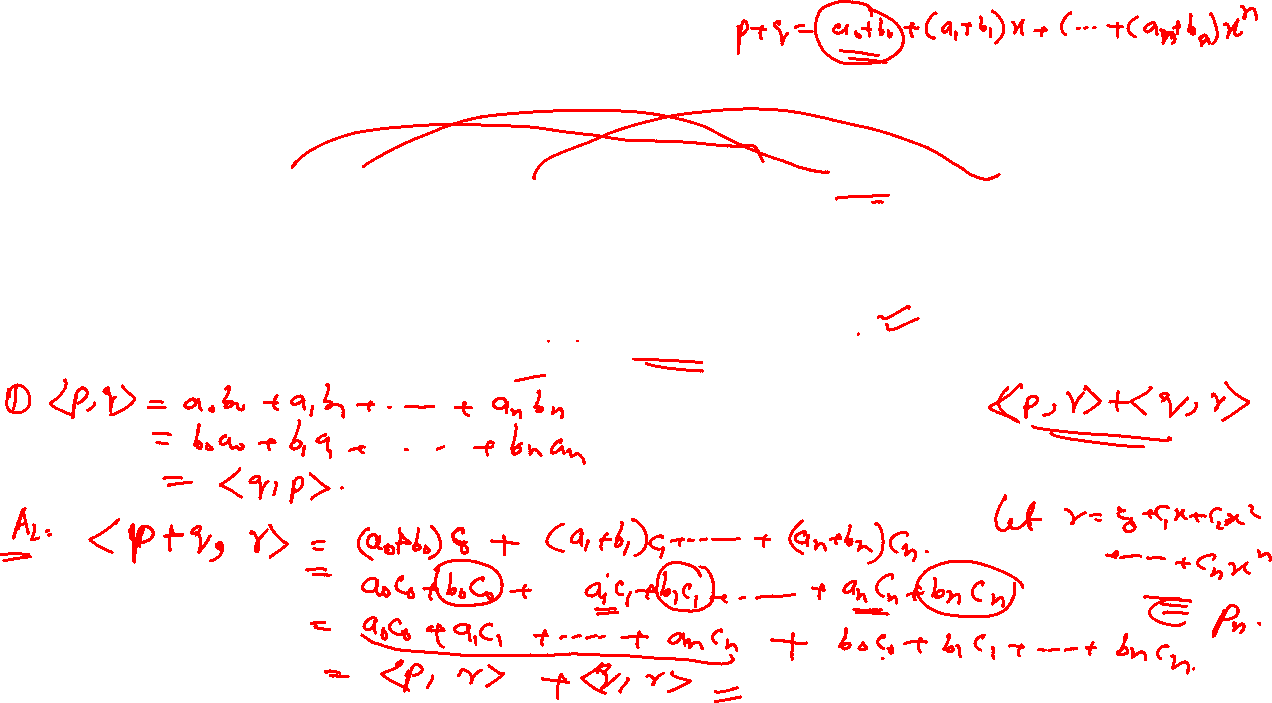 p+q = a₀+b₀ + (a₁+b₁)x + (... + (aₙ+bₙ)xⁿ
① <p,q> = a₀b₀ + a₁b₁ + ... + aₙbₙ
= b₀a₀ + b₁a₁ + ... + bₙaₙ
= <q,p>.
<p,r>+<q,r>
Let r = c₀+c₁x+c₂x²
+ ... + cₙxⁿ
∈ Pₙ.
A₂: <p+q, r> = (a₀+b₀)c₀ + (a₁+b₁)c₁ + ... + (aₙ+bₙ)cₙ.
= a₀c₀+b₀c₀ + a₁c₁+b₁c₁ + ... + aₙcₙ+bₙcₙ
= a₀c₀+a₁c₁ + ... + aₙcₙ + b₀c₀+b₁c₁+ ... + bₙcₙ.
= <p, r> + <q, r>